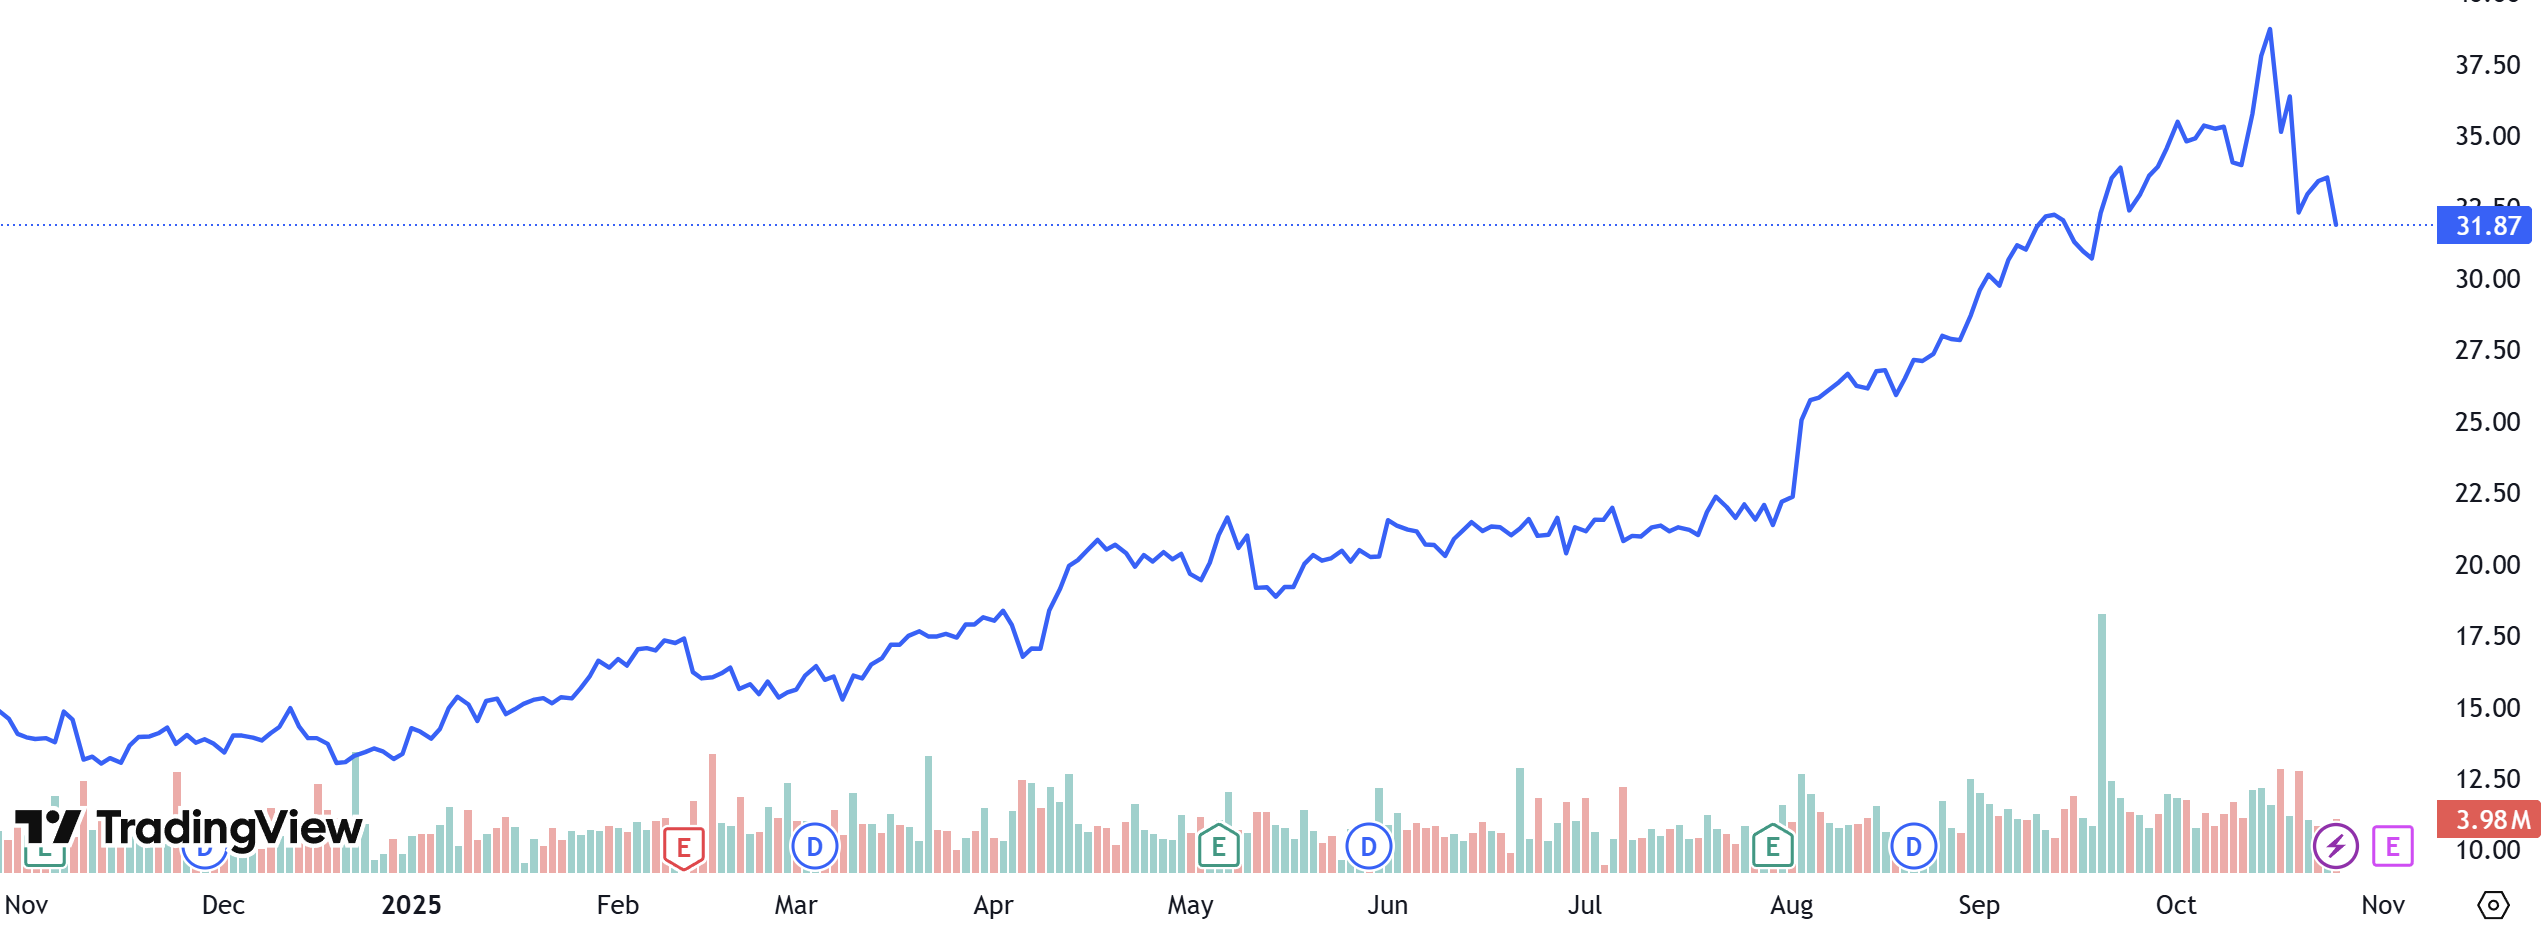 37.50
35.00
31.87
30.00
27.50
25.00
22.50
20.00
17.50
15.00
12.50
3.98M
10.00
TradingView
E
D
E
D
E
D
E
D
E
Nov Dec 2025 Feb Mar Apr May Jun Jul Aug Sep Oct Nov